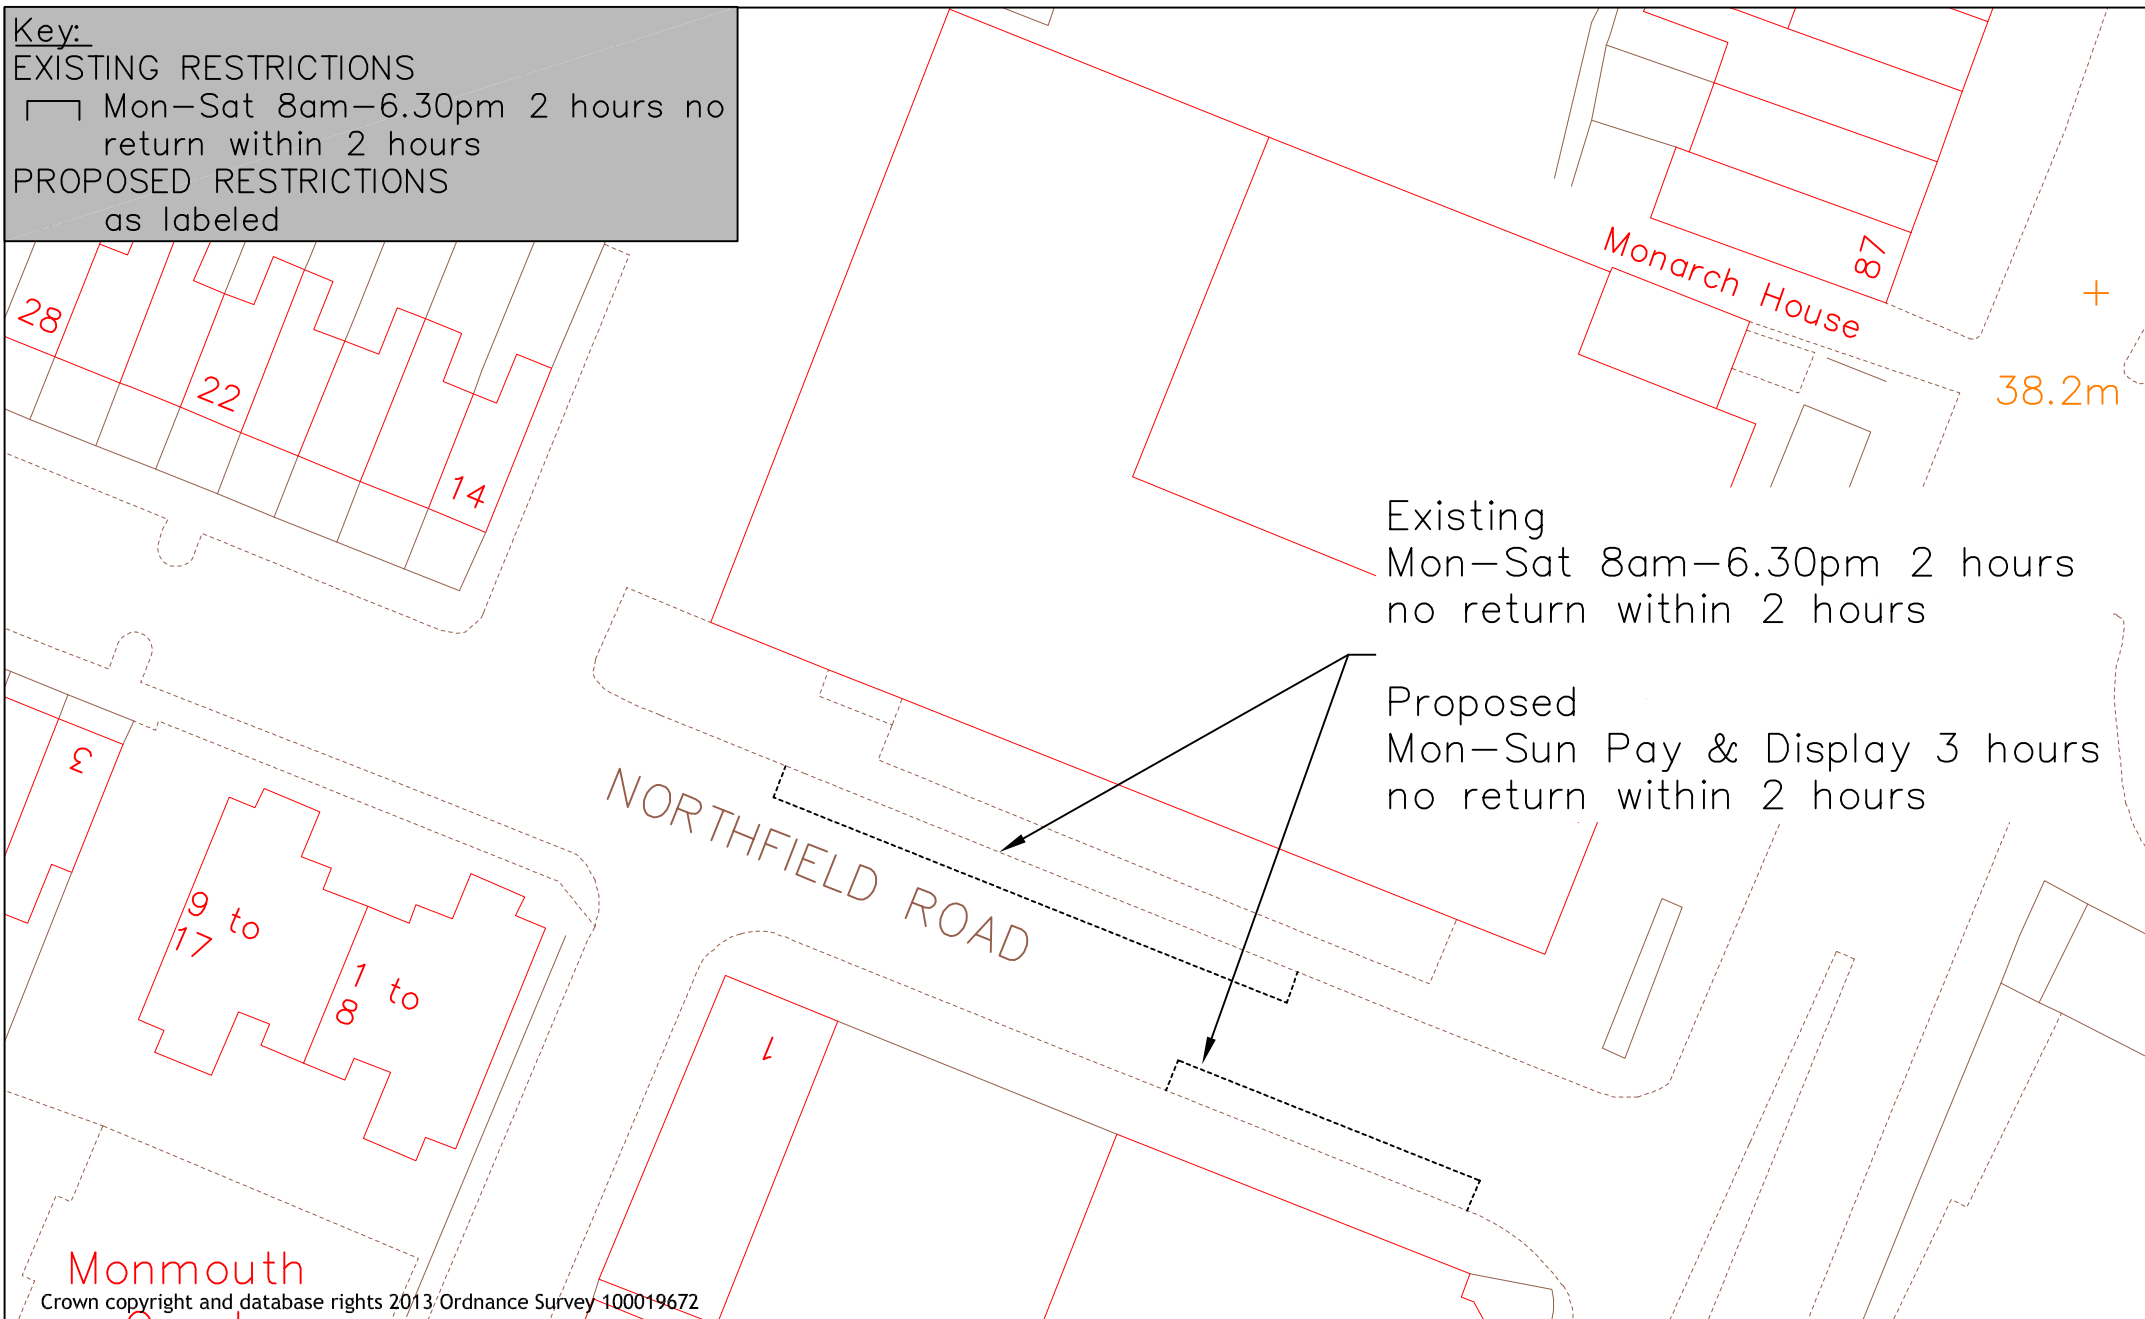 Key:
EXISTING RESTRICTIONS
Mon-Sat 8am-6.30pm 2 hours no
return within 2 hours
PROPOSED RESTRICTIONS
as labeled
Monarch House
87
38.2m
28
22
14
Existing
Mon-Sat 8am-6.30pm 2 hours
no return within 2 hours
Proposed
Mon-Sun Pay & Display 3 hours
no return within 2 hours
3
NORTHFIELD ROAD
9 to
17
1 to
8
1
Monmouth
Crown copyright and database rights 2013 Ordnance Survey 100019672